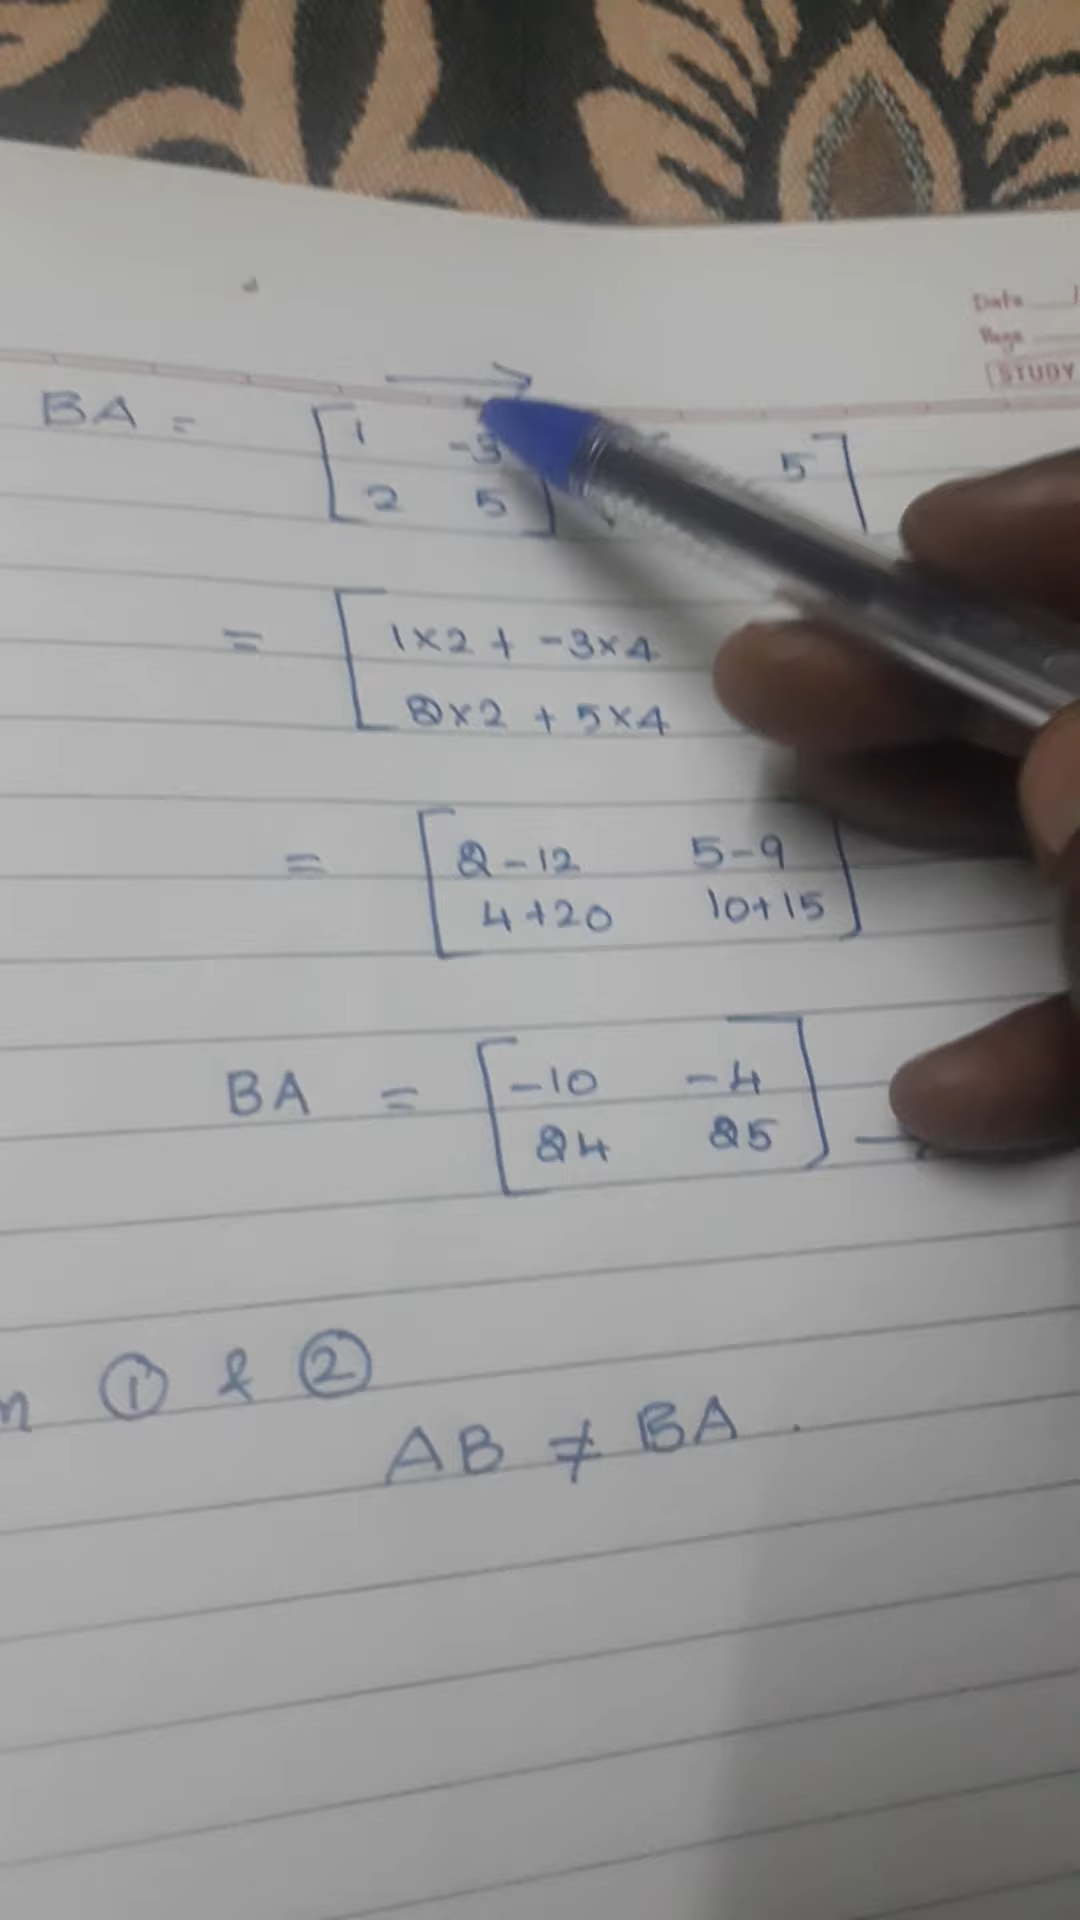 Date
Page
STUDY
BA = [ 1 -3
2 5 ] 5 ]
= [ 1×2 + -3×4
2×2 + 5×4
= [ 2-12 5-9
4+20 10+15 ]
BA = [ -10 -4
24 25 ] →
① & ②
AB ≠ BA.